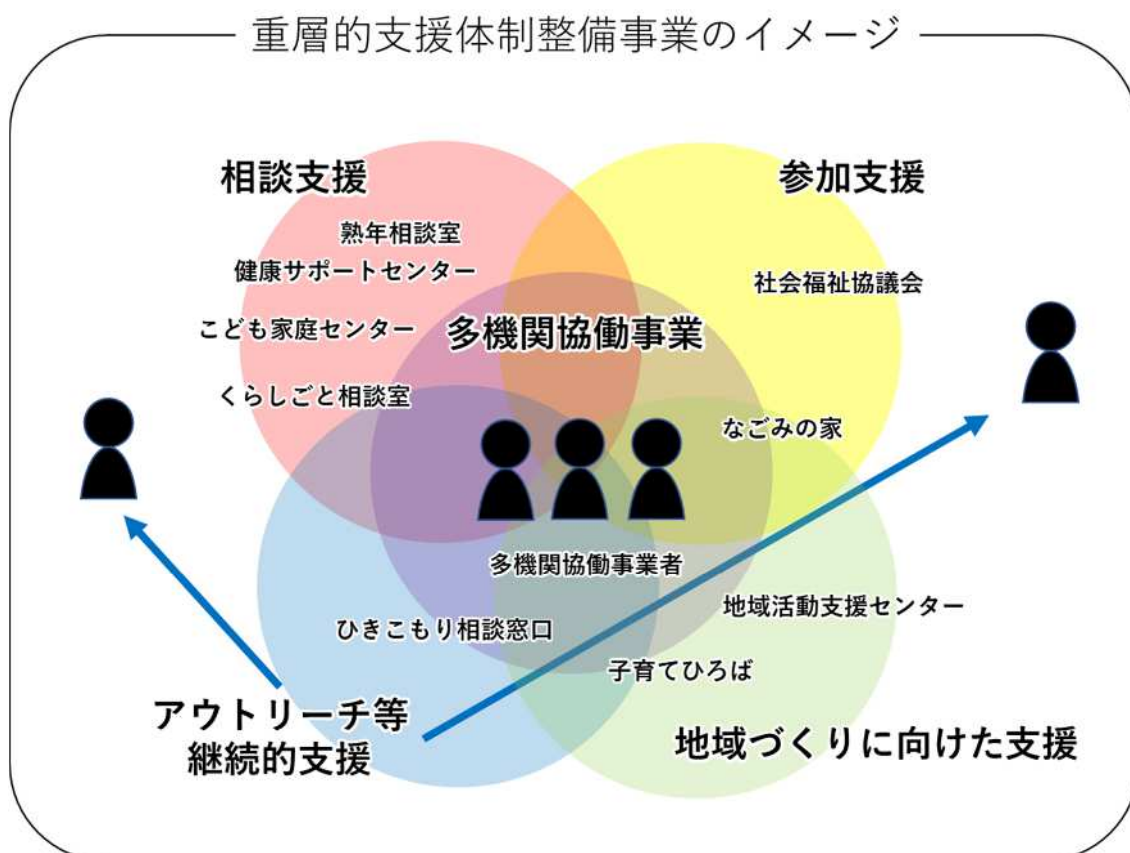 重層的支援体制整備事業のイメージ
相談支援
参加支援
熟年相談室
健康サポートセンター
社会福祉協議会
こども家庭センター
多機関協働事業
くらしごと相談室
なごみの家
多機関協働事業者
地域活動支援センター
ひきこもり相談窓口
子育てひろば
アウトリーチ等
継続的支援
地域づくりに向けた支援